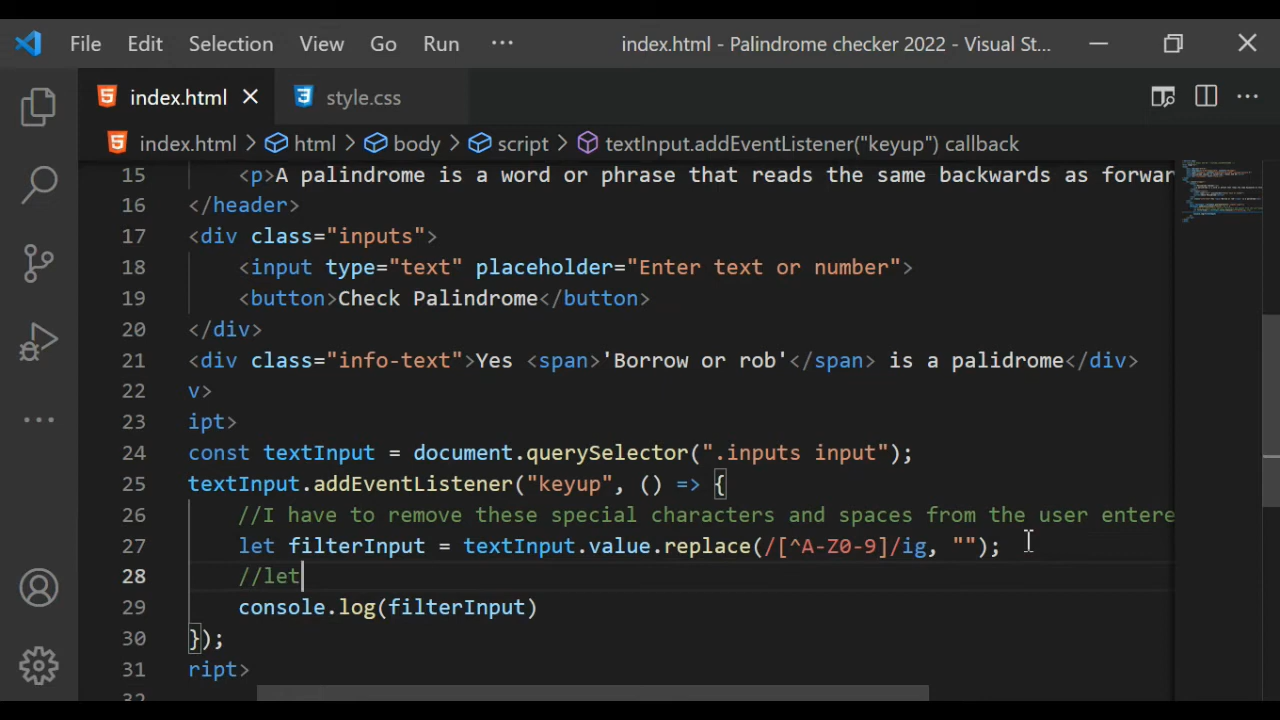 File Edit Selection View Go Run ··· index.html - Palindrome checker 2022 - Visual St...
index.html style.css
index.html > html > body > script > textInput.addEventListener("keyup") callback
15 <p>A palindrome is a word or phrase that reads the same backwards as forwar
16 </header>
17 <div class="inputs">
18 <input type="text" placeholder="Enter text or number">
19 <button>Check Palindrome</button>
20 </div>
21 <div class="info-text">Yes <span>'Borrow or rob'</span> is a palidrome</div>
22 v>
23 ipt>
24 const textInput = document.querySelector(".inputs input");
25 textInput.addEventListener("keyup", () => {
26 //I have to remove these special characters and spaces from the user entere
27 let filterInput = textInput.value.replace(/[^A-Z0-9]/ig, "");
28 //let
29 console.log(filterInput)
30 });
31 ript>
32